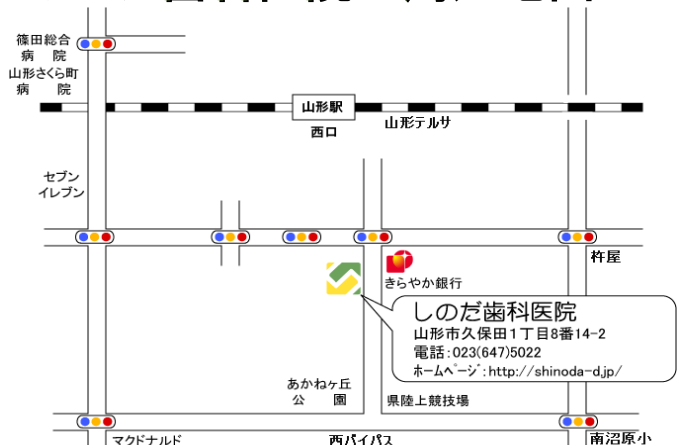 篠田総合
病　院
山形さくら町
病　院
山形駅
西口
山形テルサ
セブン
イレブン
杵屋
きらやか銀行
しのだ歯科医院
山形市久保田1丁目8番14-2
電話:023(647)5022
ホームページ:http://shinoda-d.jp/
あかねヶ丘
公　園
県陸上競技場
マクドナルド
西バイパス
南沼原小